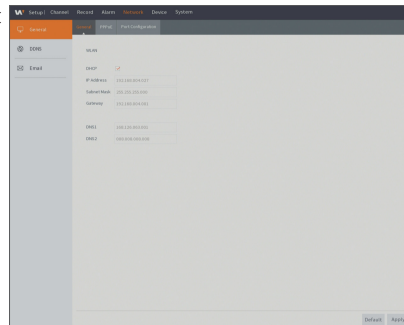 W Setup| Channel Record Alarm Network Device System
General
General PPPoE Port Configuration
DDNS
Email
WLAN
DHCP
IP Address
Subnet Mask
Gateway
DNS1
DNS2
Default Apply